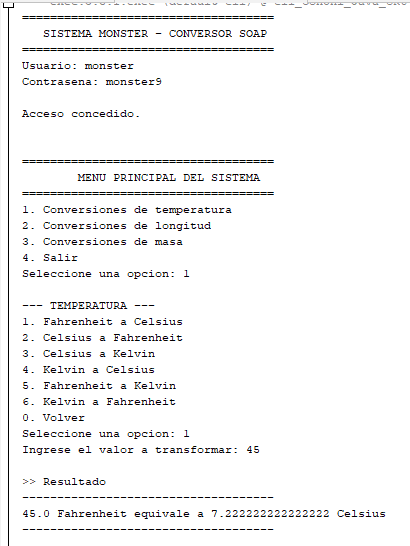 ====================================
SISTEMA MONSTER - CONVERSOR SOAP
====================================
Usuario: monster
Contrasena: monster9
Acceso concedido.
====================================
MENU PRINCIPAL DEL SISTEMA
====================================
1. Conversiones de temperatura
2. Conversiones de longitud
3. Conversiones de masa
4. Salir
Seleccione una opcion: 1
--- TEMPERATURA ---
1. Fahrenheit a Celsius
2. Celsius a Fahrenheit
3. Celsius a Kelvin
4. Kelvin a Celsius
5. Fahrenheit a Kelvin
6. Kelvin a Fahrenheit
0. Volver
Seleccione una opcion: 1
Ingrese el valor a transformar: 45
>> Resultado
------------------------------------
45.0 Fahrenheit equivale a 7.222222222222222 Celsius
------------------------------------